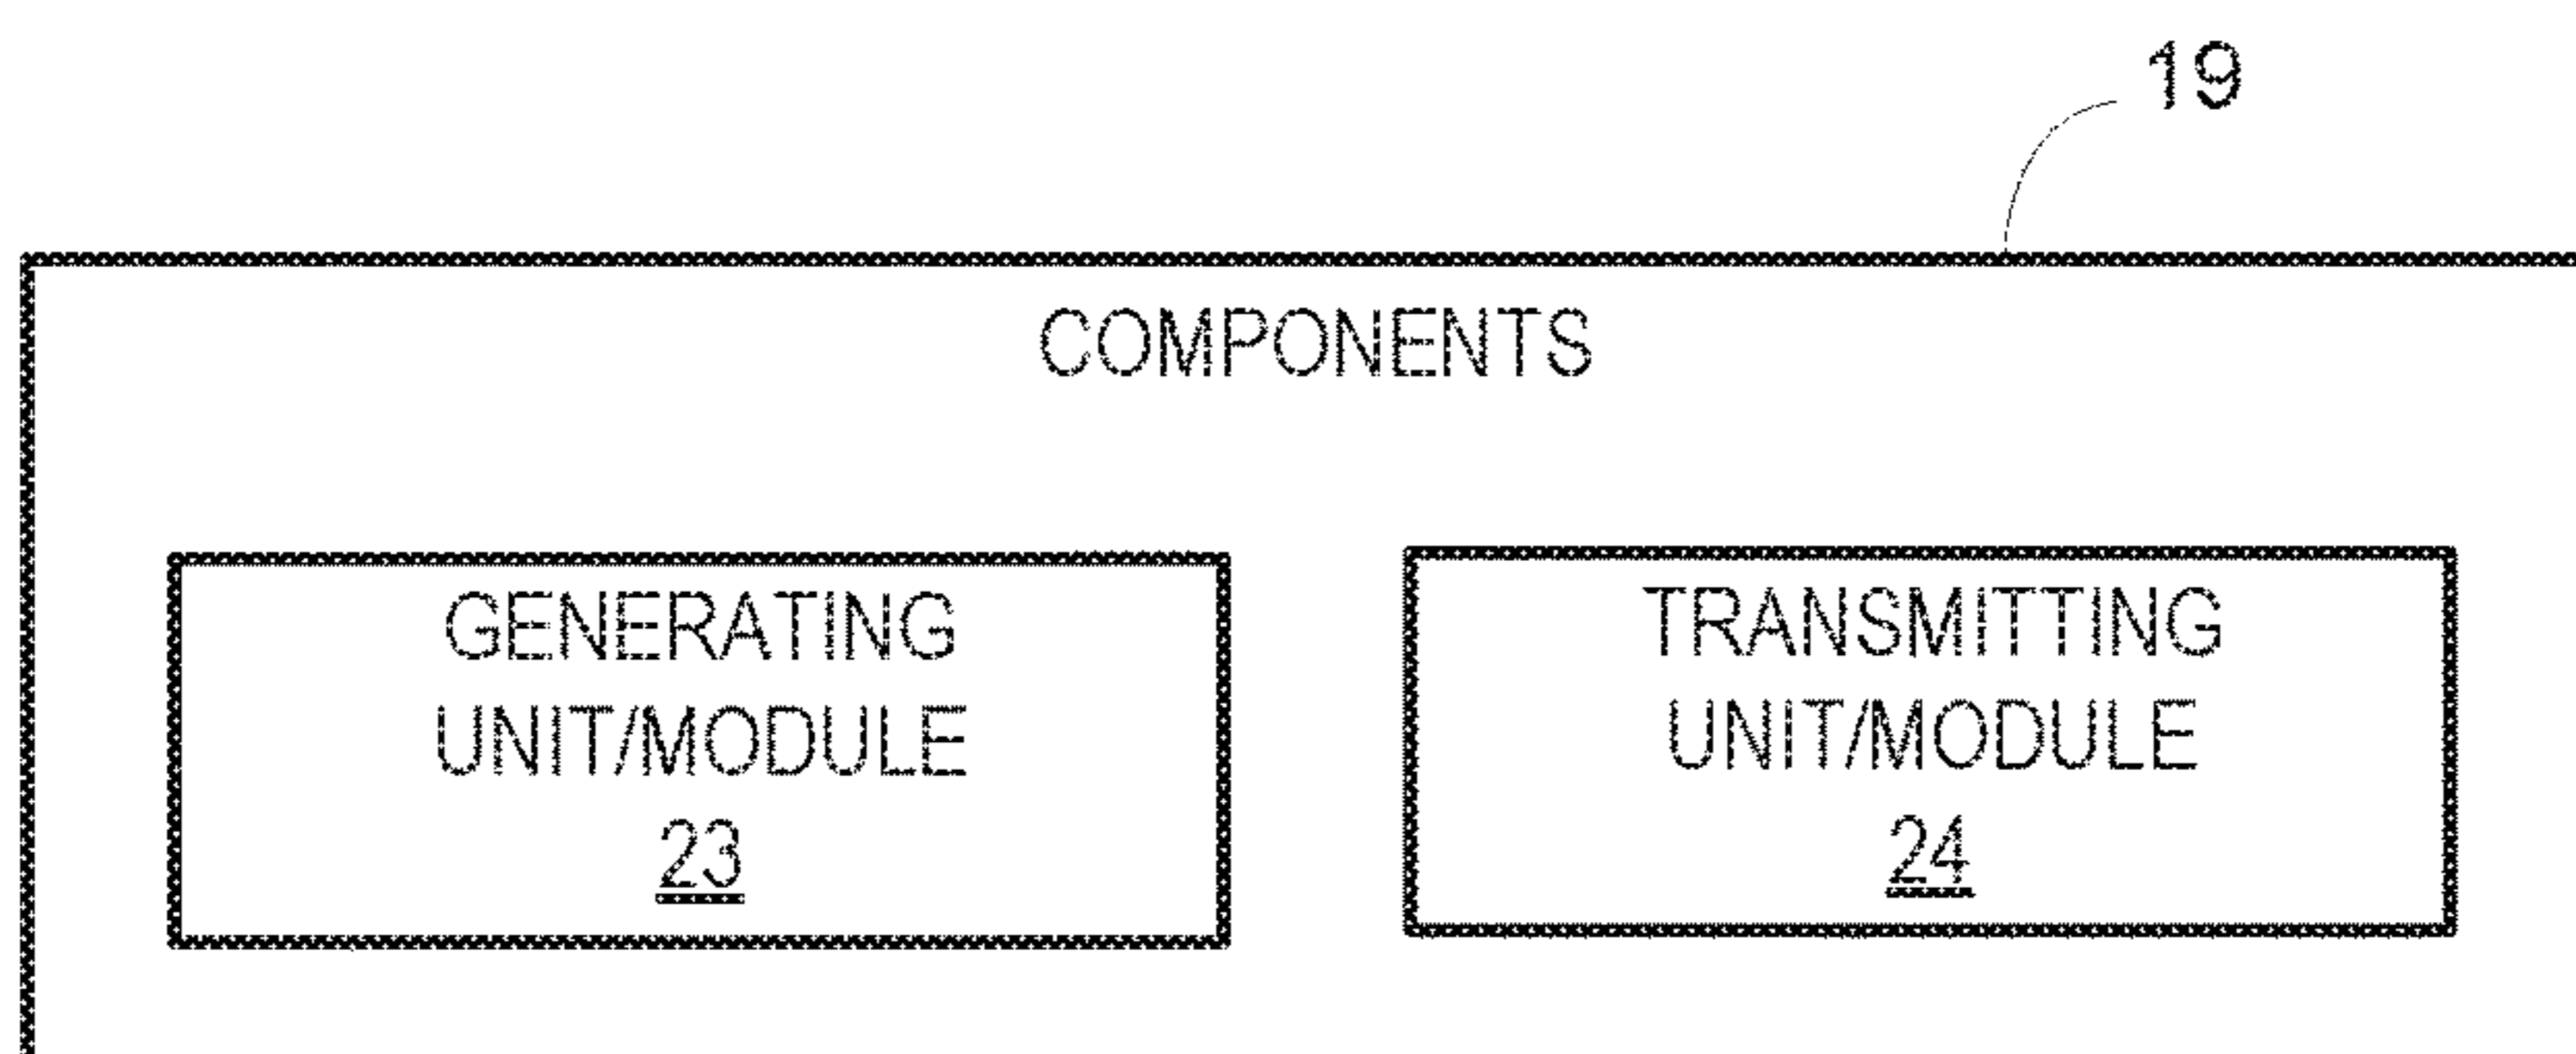 19
COMPONENTS
GENERATING
UNIT/MODULE
23
TRANSMITTING
UNIT/MODULE
24